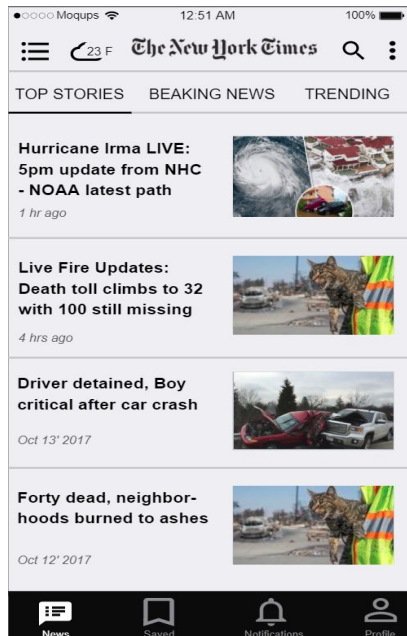 Moqups 12:51 AM 100%
23 F The New York Times
TOP STORIES BEAKING NEWS TRENDING
Hurricane Irma LIVE:
5pm update from NHC
- NOAA latest path
1 hr ago
Live Fire Updates:
Death toll climbs to 32
with 100 still missing
4 hrs ago
Driver detained, Boy
critical after car crash
Oct 13' 2017
Forty dead, neighbor-
hoods burned to ashes
Oct 12' 2017
News Saved Notifications Profile